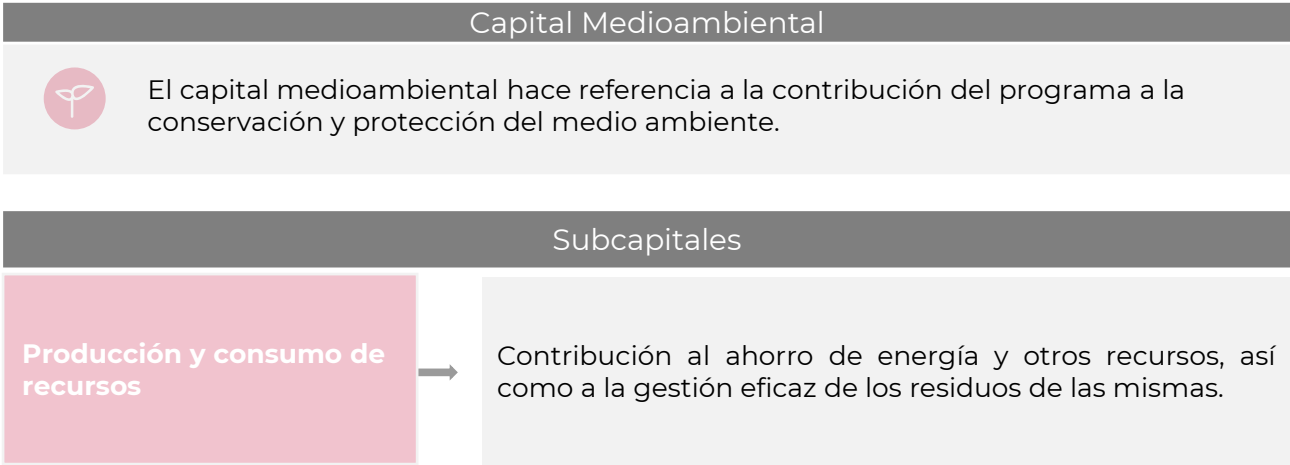 Capital Medioambiental
El capital medioambiental hace referencia a la contribución del programa a la
conservación y protección del medio ambiente.
Subcapitales
Producción y consumo de
recursos
Contribución al ahorro de energía y otros recursos, así
como a la gestión eficaz de los residuos de las mismas.